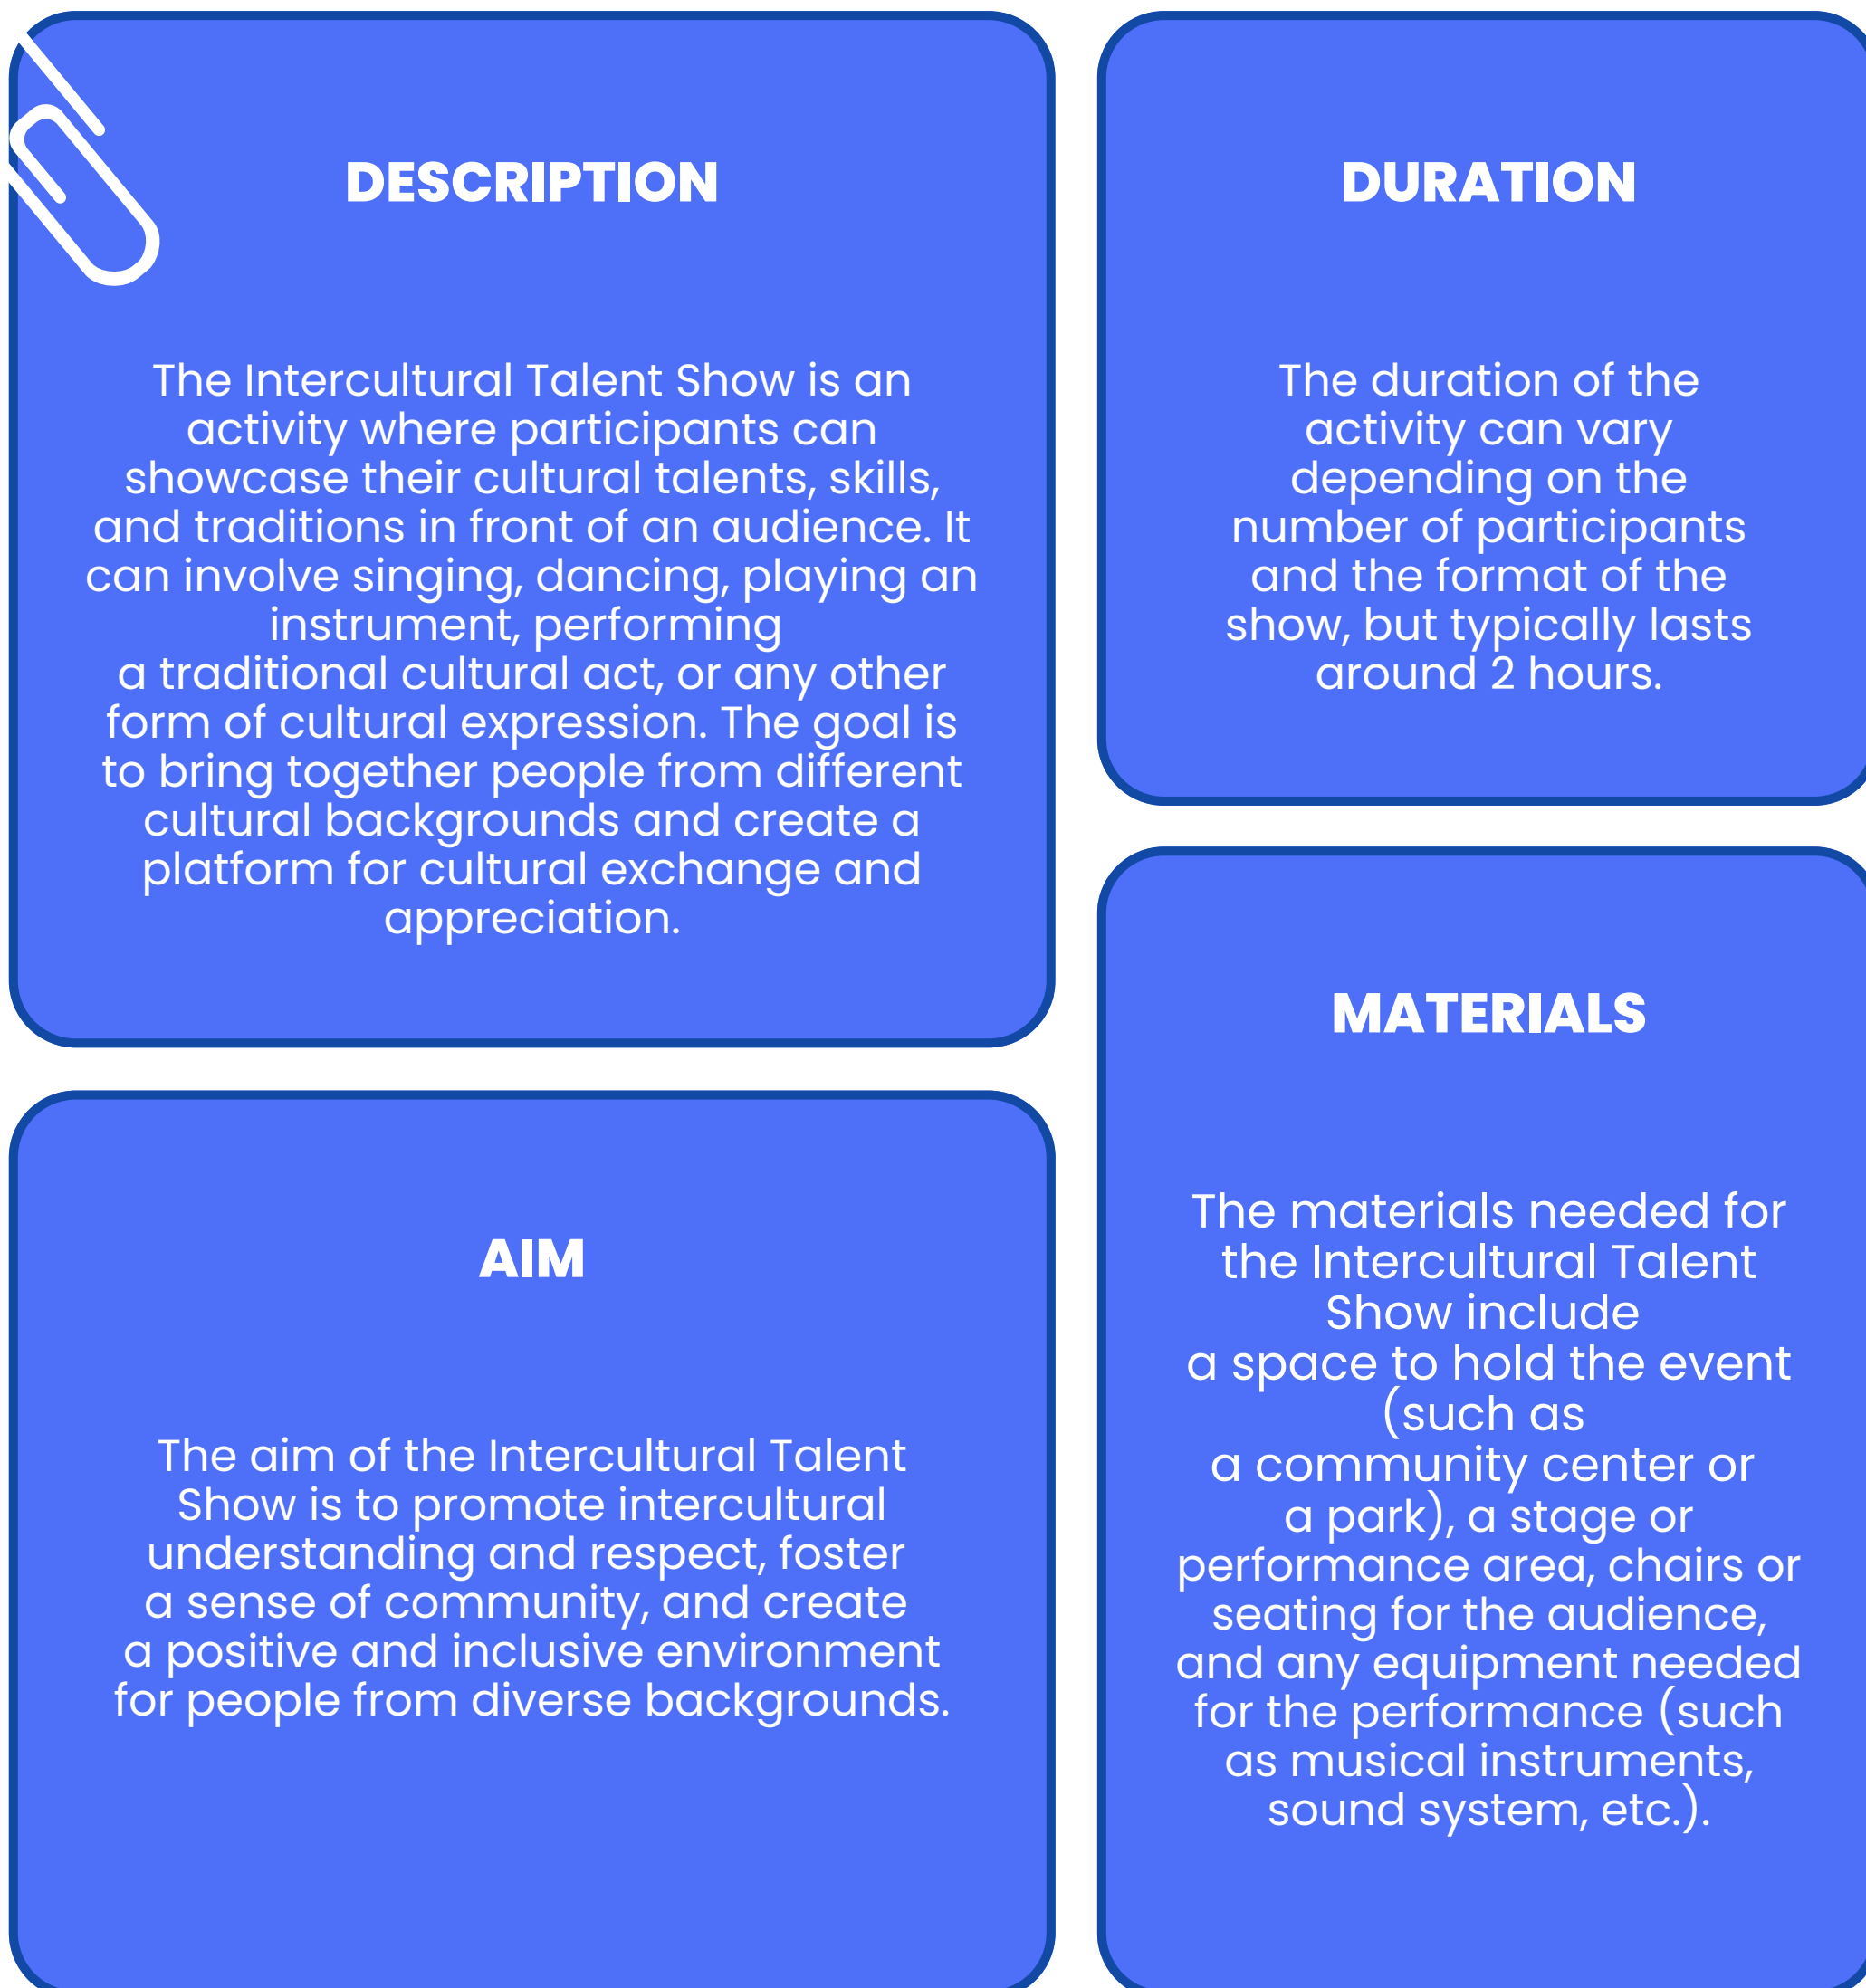 DESCRIPTION
The Intercultural Talent Show is an
activity where participants can
showcase their cultural talents, skills,
and traditions in front of an audience. It
can involve singing, dancing, playing an
instrument, performing
a traditional cultural act, or any other
form of cultural expression. The goal is
to bring together people from different
cultural backgrounds and create a
platform for cultural exchange and
appreciation.
DURATION
The duration of the
activity can vary
depending on the
number of participants
and the format of the
show, but typically lasts
around 2 hours.
AIM
The aim of the Intercultural Talent
Show is to promote intercultural
understanding and respect, foster
a sense of community, and create
a positive and inclusive environment
for people from diverse backgrounds.
MATERIALS
The materials needed for
the Intercultural Talent
Show include
a space to hold the event
(such as
a community center or
a park), a stage or
performance area, chairs or
seating for the audience,
and any equipment needed
for the performance (such
as musical instruments,
sound system, etc.).